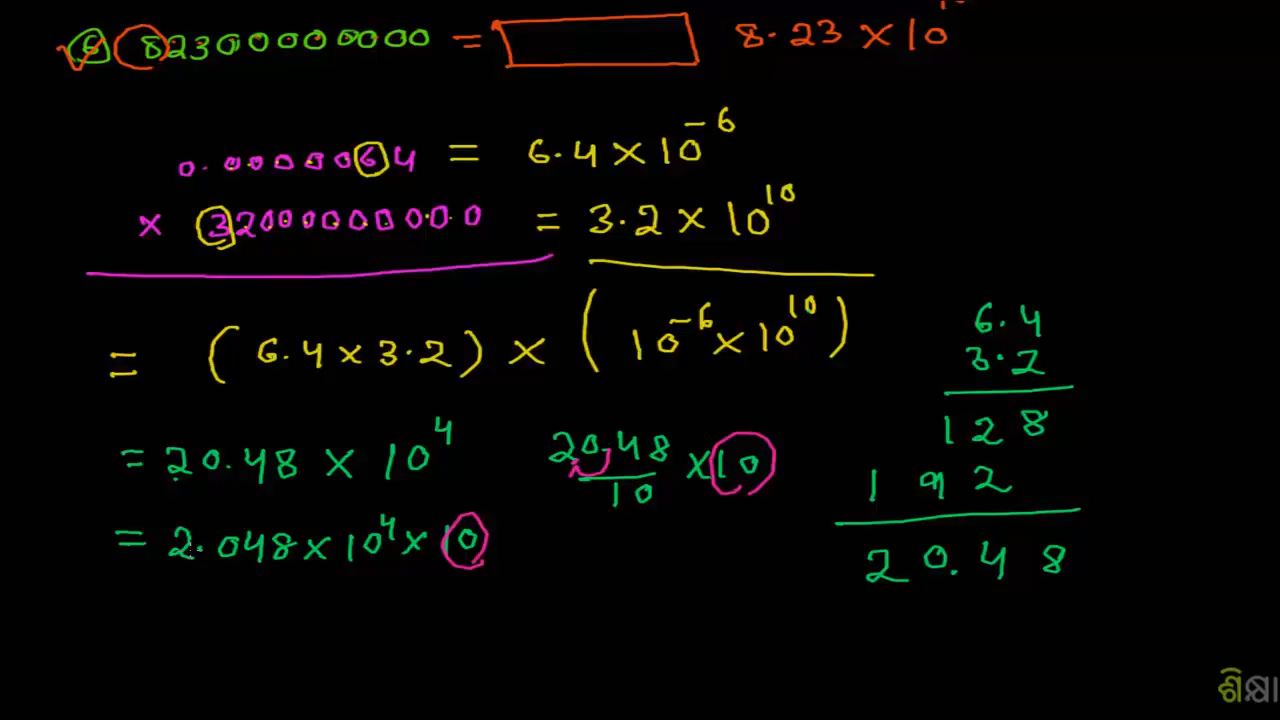 82300000000 = 8.23 × 10
0.0000064 = 6.4 × 10⁻⁶
× 32000000000 = 3.2 × 10¹⁰
= (6.4 × 3.2) × (10⁻⁶ × 10¹⁰)
6.4
3.2
128
192
20.48
= 20.48 × 10⁴
20.48/10 × 10
= 2.048 × 10⁴ × 10
ଶିକ୍ଷା